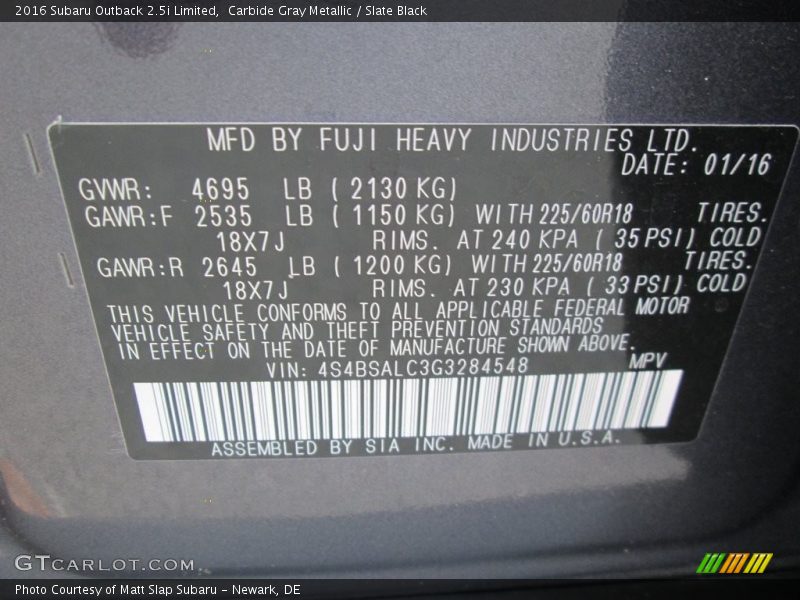 2016 Subaru Outback 2.5i Limited, Carbide Gray Metallic / Slate Black
MFD BY FUJI HEAVY INDUSTRIES LTD.
DATE: 01/16
GVWR: 4695 LB ( 2130 KG)
GAWR:F 2535 LB ( 1150 KG) WITH 225/60R18 TIRES.
18X7J RIMS. AT 240 KPA ( 35 PSI) COLD
GAWR:R 2645 LB ( 1200 KG) WITH 225/60R18 TIRES.
18X7J RIMS. AT 230 KPA ( 33 PSI) COLD
THIS VEHICLE CONFORMS TO ALL APPLICABLE FEDERAL MOTOR
VEHICLE SAFETY AND THEFT PREVENTION STANDARDS
IN EFFECT ON THE DATE OF MANUFACTURE SHOWN ABOVE.
VIN: 4S4BSALC3G3284548 MPV
ASSEMBLED BY SIA INC. MADE IN U.S.A.
GTCARLOT.COM
Photo Courtesy of Matt Slap Subaru - Newark, DE